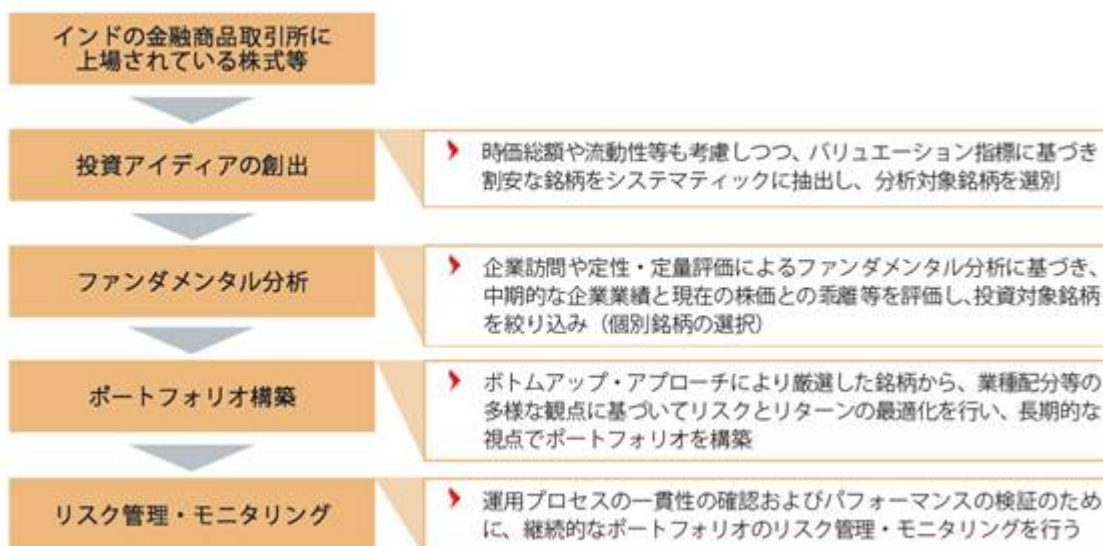 インドの金融商品取引所に
上場されている株式等
投資アイディアの創出
時価総額や流動性等も考慮しつつ、バリュエーション指標に基づき
割安な銘柄をシステマティックに抽出し、分析対象銘柄を選別
ファンダメンタル分析
企業訪問や定性・定量評価によるファンダメンタル分析に基づき、
中期的な企業業績と現在の株価との乖離等を評価し、投資対象銘柄
を絞り込み（個別銘柄の選択）
ポートフォリオ構築
ボトムアップ・アプローチにより厳選した銘柄から、業種配分等の
多様な観点に基づいてリスクとリターンの最適化を行い、長期的な
視点でポートフォリオを構築
リスク管理・モニタリング
運用プロセスの一貫性の確認およびパフォーマンスの検証のため
に、継続的なポートフォリオのリスク管理・モニタリングを行う